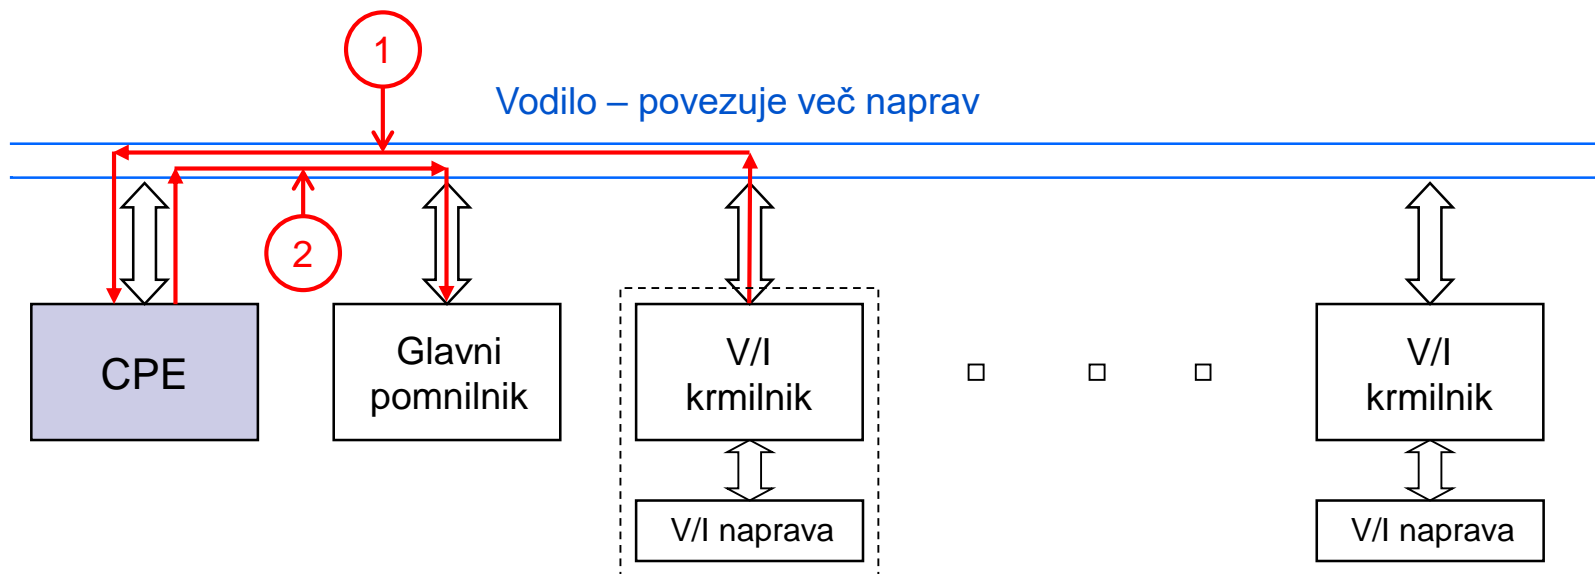 1
Vodilo – povezuje več naprav
2
CPE
Glavni
pomnilnik
V/I
krmilnik
V/I
krmilnik
V/I naprava
V/I naprava